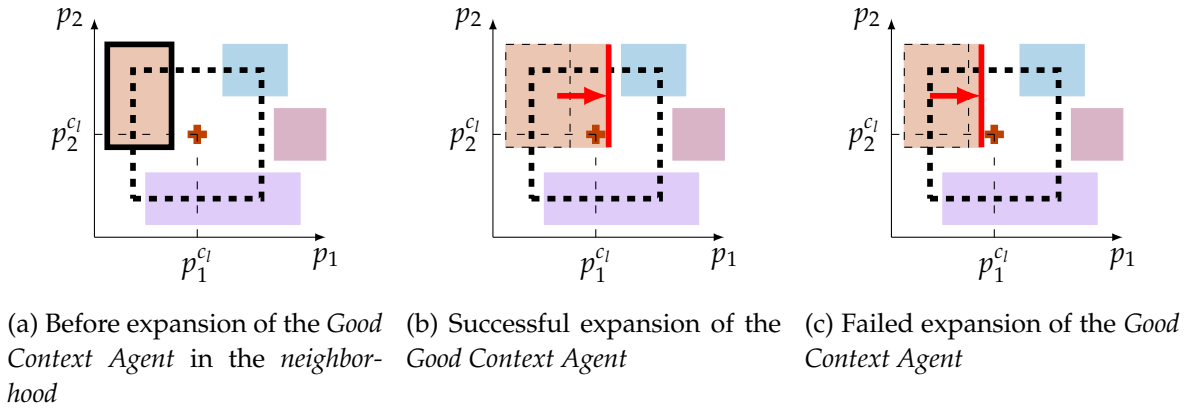 p₂
p₂^{c_l}
p₁^{c_l}
p₁
p₂
p₂^{c_l}
p₁^{c_l}
p₁
p₂
p₂^{c_l}
p₁^{c_l}
p₁
(a) Before expansion of the Good
Context Agent in the neighbor-
hood
(b) Successful expansion of the
Good Context Agent
(c) Failed expansion of the Good
Context Agent